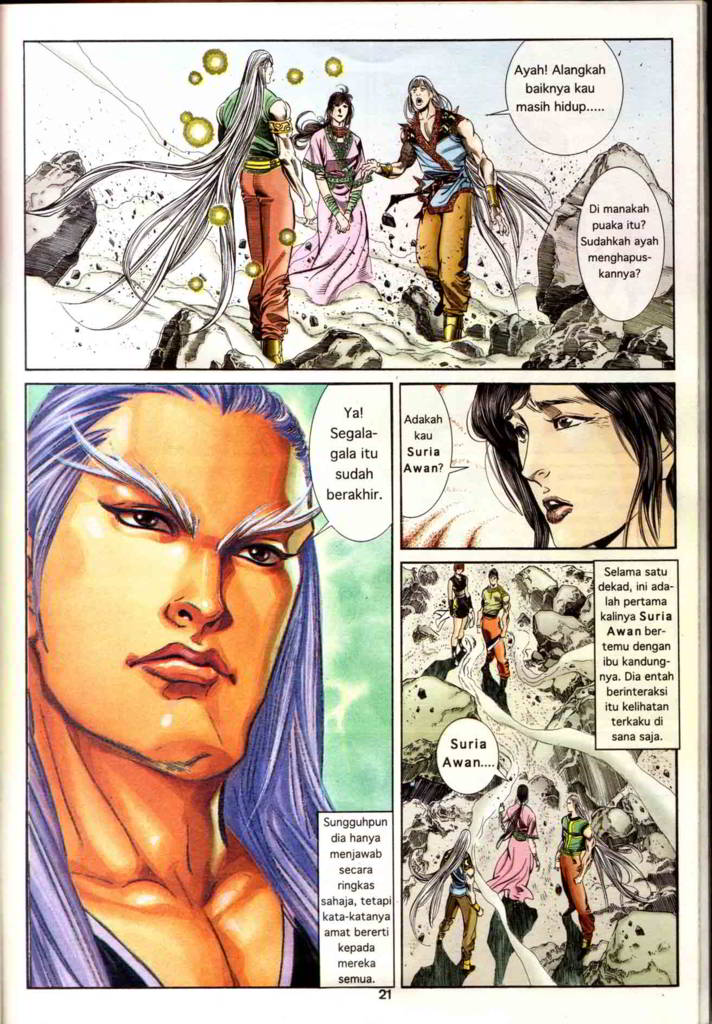 Ayah! Alangkah
baiknya kau
masih hidup.....
Di manakah
puaka itu?
Sudahkah ayah
menghapus-
kannya?
Ya!
Segala-
gala itu
sudah
berakhir.
Sungguhpun
dia hanya
menjawab
secara
ringkas
sahaja, tetapi
kata-katanya
amat bererti
kepada
mereka
semua.
Adakah
kau
Suria
Awan?
Selama satu
dekad, ini ada-
lah pertama
kalinya Suria
Awan ber-
temu dengan
ibu kandung-
nya. Dia entah
berinteraksi
itu kelihatan
terkaku di
sana saja.
Suria
Awan....
21